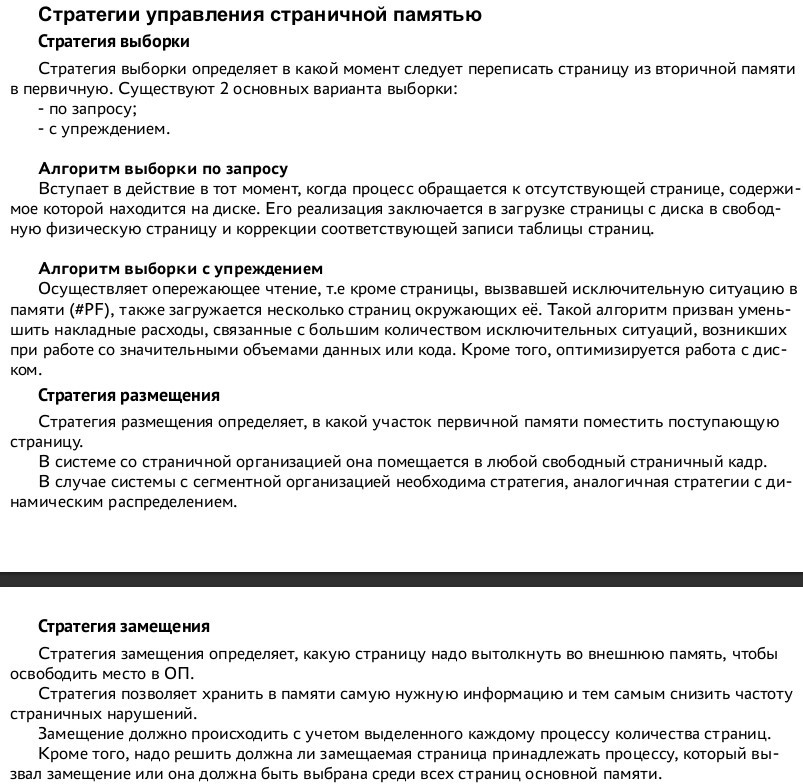 Стратегии управления страничной памятью
Стратегия выборки
Стратегия выборки определяет в какой момент следует переписать страницу из вторичной памяти
в первичную. Существуют 2 основных варианта выборки:
- по запросу;
- с упреждением.
Алгоритм выборки по запросу
Вступает в действие в тот момент, когда процесс обращается к отсутствующей странице, содержи-
мое которой находится на диске. Его реализация заключается в загрузке страницы с диска в свобод-
ную физическую страницу и коррекции соответствующей записи таблицы страниц.
Алгоритм выборки с упреждением
Осуществляет опережающее чтение, т.е кроме страницы, вызвавшей исключительную ситуацию в
памяти (#PF), также загружается несколько страниц окружающих её. Такой алгоритм призван умень-
шить накладные расходы, связанные с большим количеством исключительных ситуаций, возникших
при работе со значительными объемами данных или кода. Кроме того, оптимизируется работа с дис-
ком.
Стратегия размещения
Стратегия размещения определяет, в какой участок первичной памяти поместить поступающую
страницу.
В системе со страничной организацией она помещается в любой свободный страничный кадр.
В случае системы с сегментной организацией необходима стратегия, аналогичная стратегии с ди-
намическим распределением.
Стратегия замещения
Стратегия замещения определяет, какую страницу надо вытолкнуть во внешнюю память, чтобы
освободить место в ОП.
Стратегия позволяет хранить в памяти самую нужную информацию и тем самым снизить частоту
страничных нарушений.
Замещение должно происходить с учетом выделенного каждому процессу количества страниц.
Кроме того, надо решить должна ли замещаемая страница принадлежать процессу, который вы-
звал замещение или она должна быть выбрана среди всех страниц основной памяти.